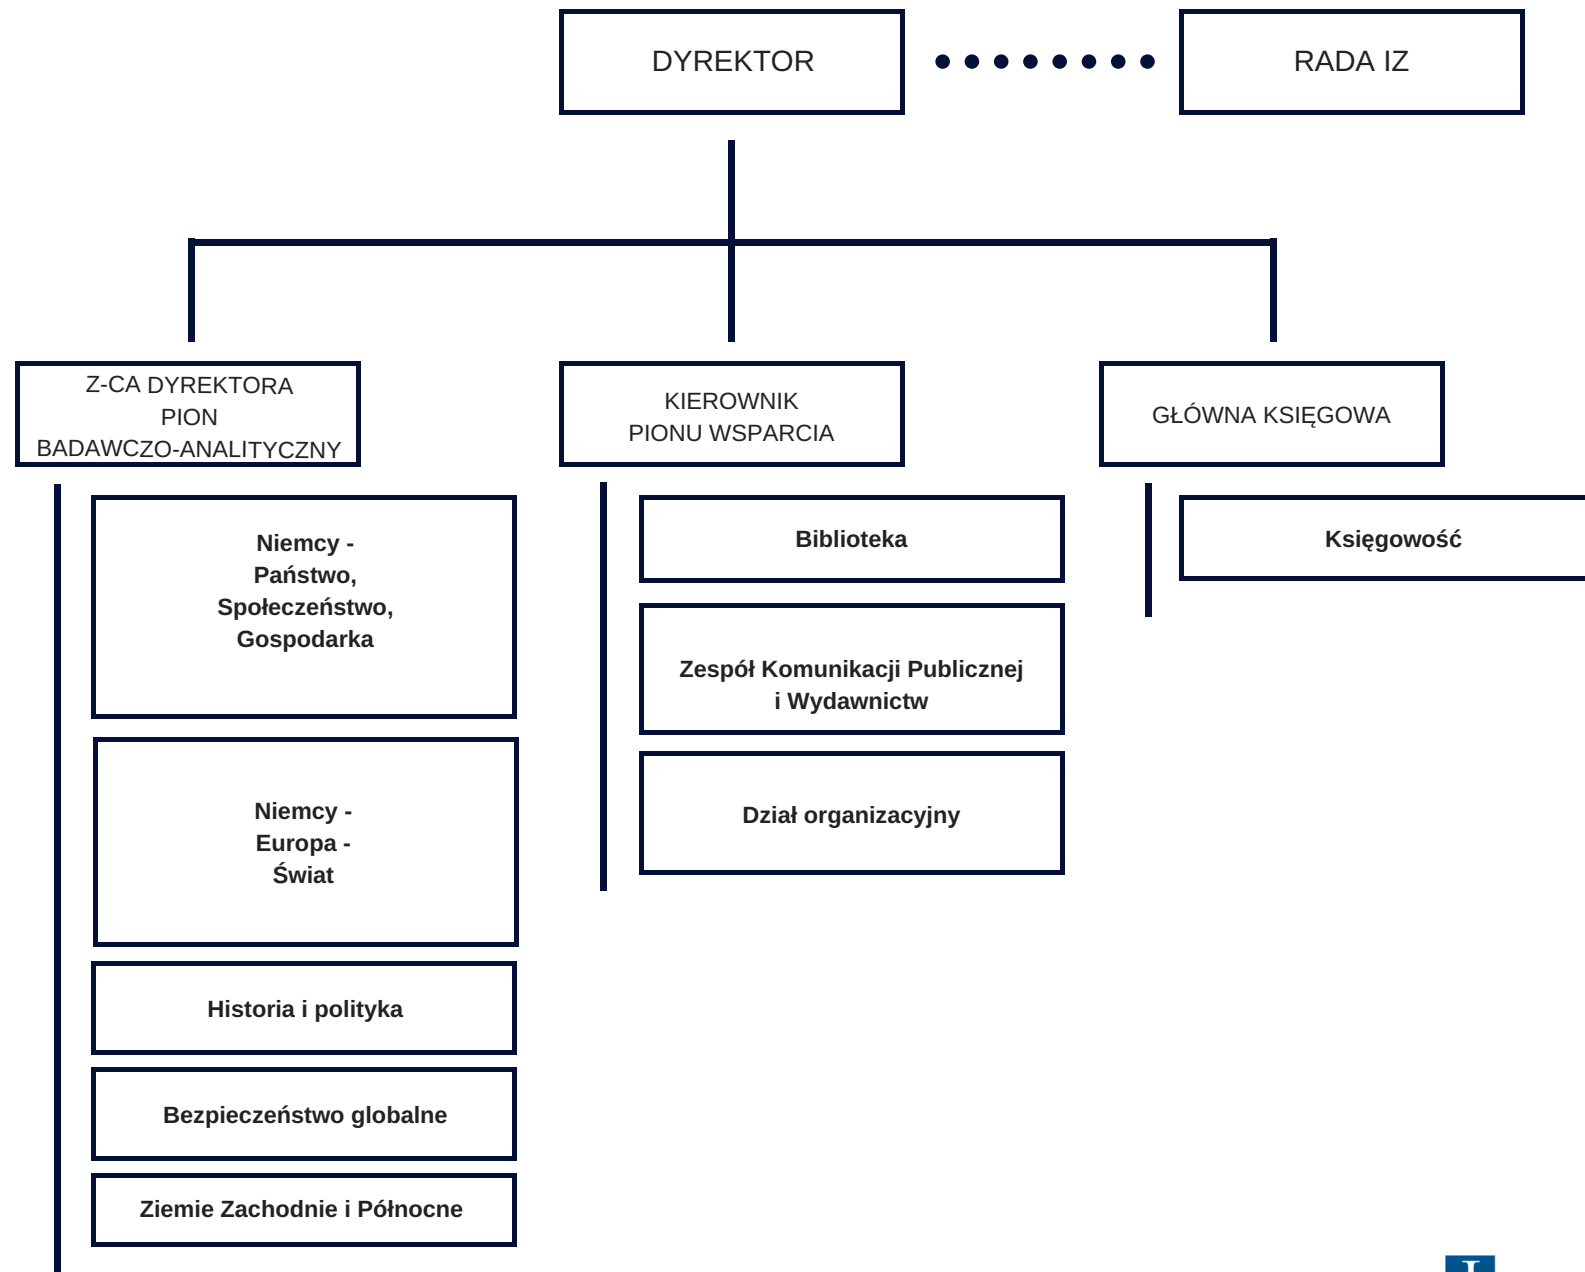 DYREKTOR
RADA IZ
Z-CA DYREKTORA
PION
BADAWCZO-ANALITYCZNY
KIEROWNIK
PIONU WSPARCIA
GŁÓWNA KSIĘGOWA
Niemcy -
Państwo,
Społeczeństwo,
Gospodarka
Niemcy -
Europa -
Świat
Historia i polityka
Bezpieczeństwo globalne
Ziemie Zachodnie i Północne
Biblioteka
Zespół Komunikacji Publicznej
i Wydawnictw
Dział organizacyjny
Księgowość